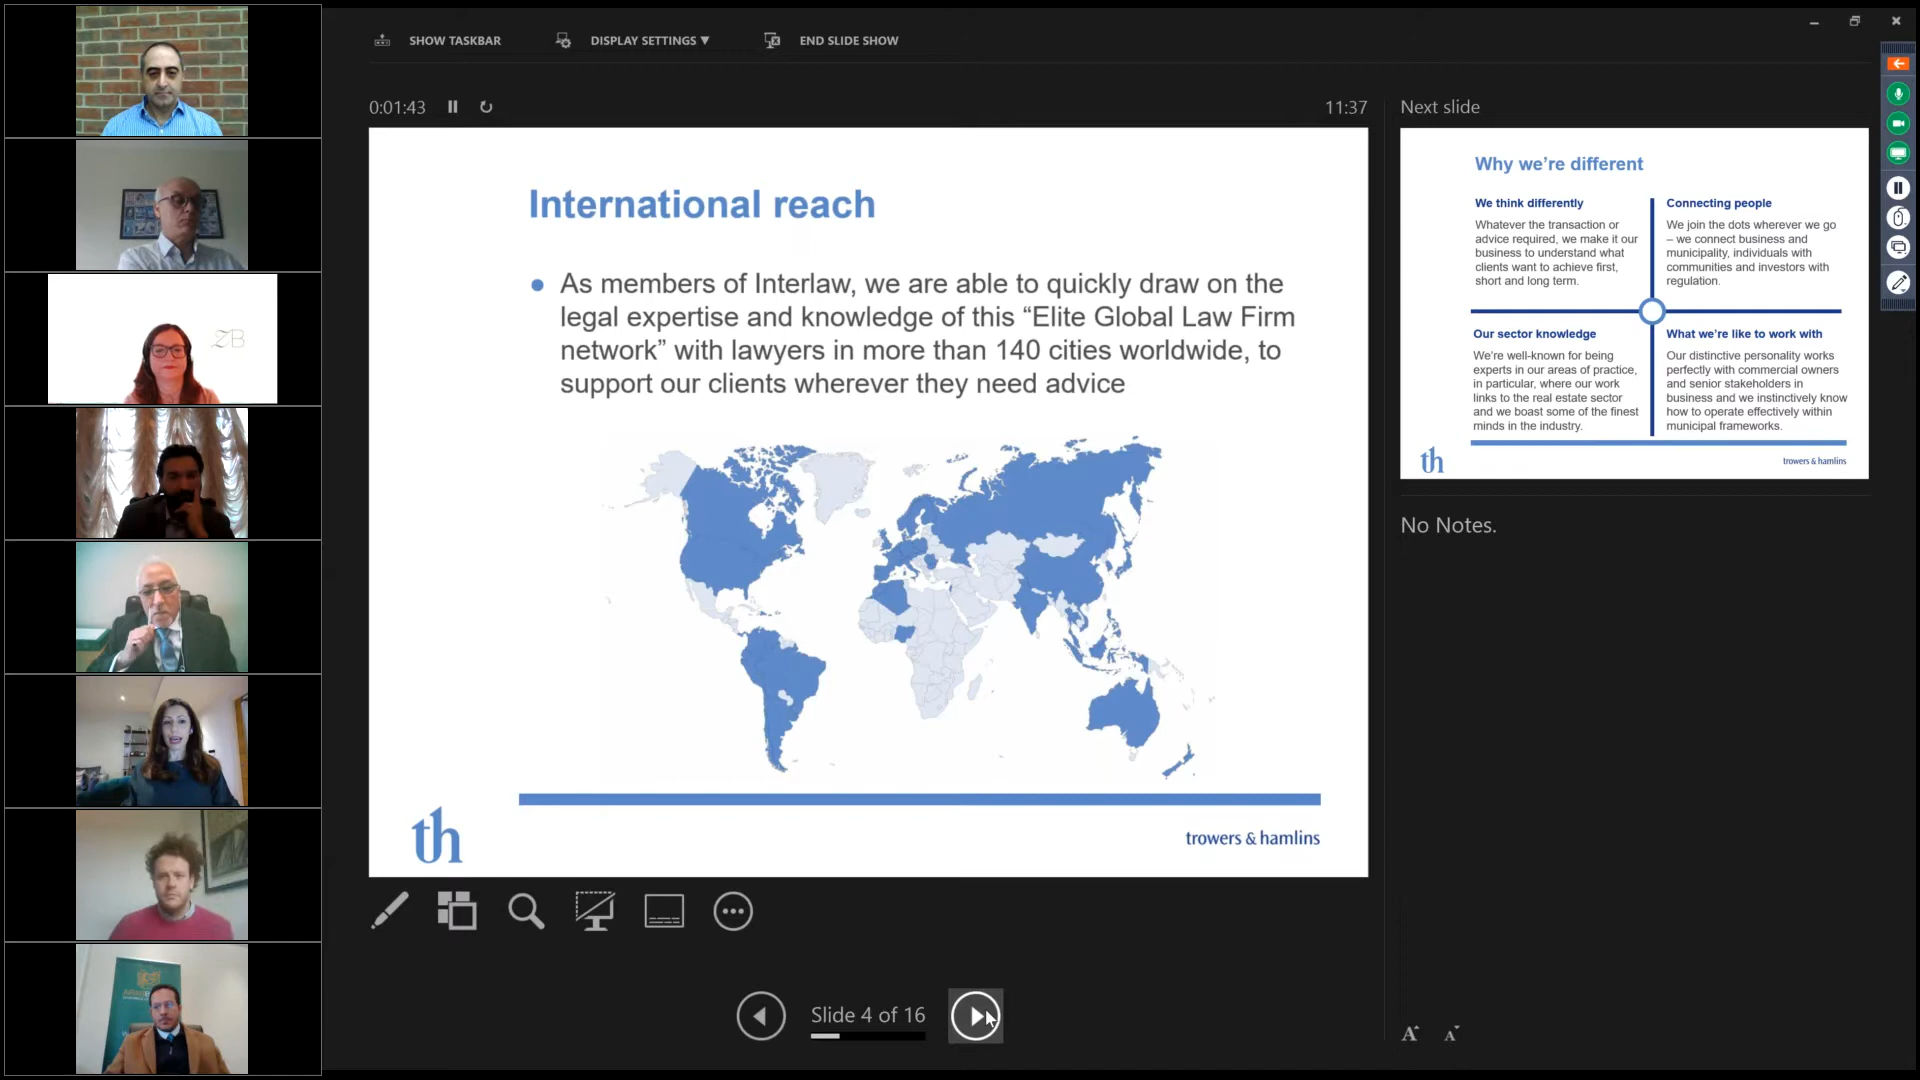 SHOW TASKBAR
DISPLAY SETTINGS ▼
END SLIDE SHOW
0:01:43
11:37
International reach
• As members of Interlaw, we are able to quickly draw on the
legal expertise and knowledge of this “Elite Global Law Firm
network” with lawyers in more than 140 cities worldwide, to
support our clients wherever they need advice
th
trowers & hamlins
Slide 4 of 16
Next slide
Why we’re different
We think differently
Whatever the transaction or
advice required, we make it our
business to understand what
clients want to achieve first,
short and long term.
Connecting people
We join the dots wherever we go
– we connect business and
municipality, individuals with
communities and investors with
regulation.
Our sector knowledge
We’re well-known for being
experts in our areas of practice,
in particular, where our work
links to the real estate sector
and we boast some of the finest
minds in the industry.
What we’re like to work with
Our distinctive personality works
perfectly with commercial owners
and senior stakeholders in
business and we instinctively know
how to operate effectively within
municipal frameworks.
th
trowers & hamlins
No Notes.
A A
ZB